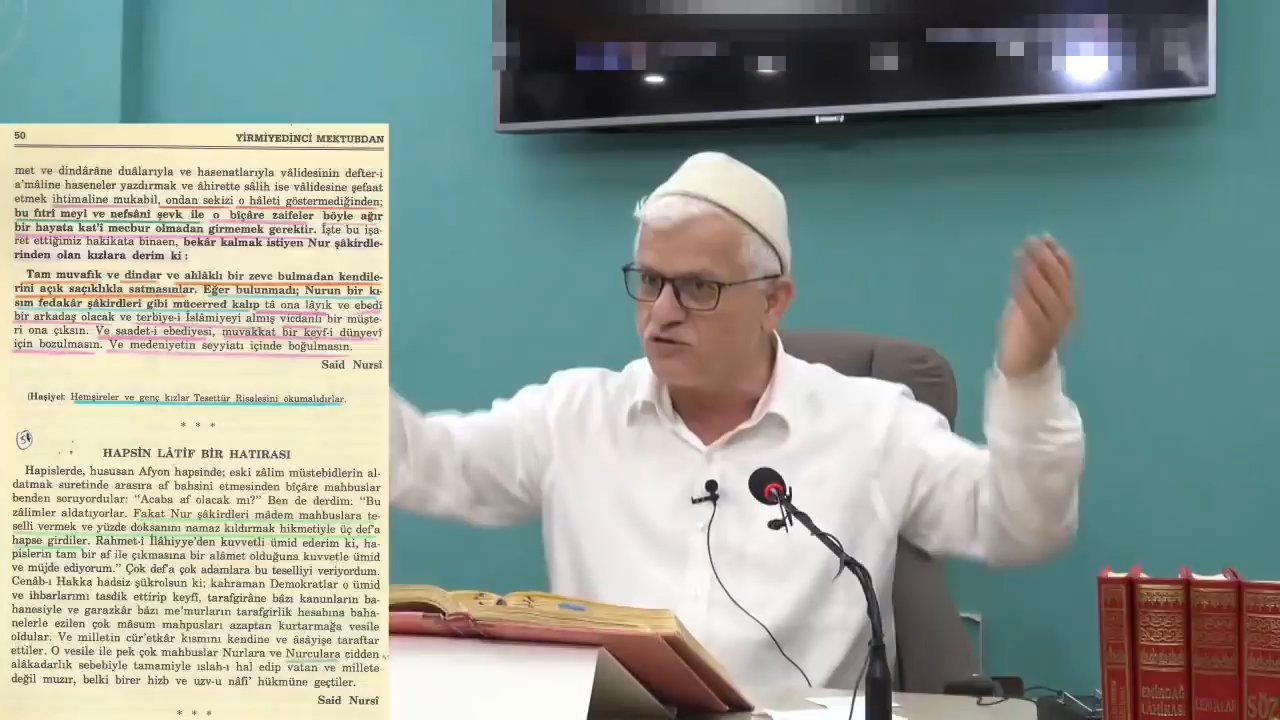 50
YİRMİYEDİNCİ MEKTUBDAN
met ve dindârâne duâlarıyla ve hasenatlarıyla vâlidesinin defter-i
a'mâline haseneler yazdırmak ve âhirette sâlih ise vâlidesine şefaat
etmek ihtimaline mukabil, ondan sekizi o hâleti göstermediğinden;
bu fıtrî meyl ve nefsânî şevk ile o bîçâre zaifeler böyle ağır
bir hayata kat'î mecbur olmadan girmemek gerektir. İşte bu işa-
ret ettiğimiz hakikata binaen, bekâr kalmak istiyen Nur şâkirdle-
rinden olan kızlara derim ki:
Tam muvafık ve dindar ve ahlâklı bir zevc bulmadan kendile-
rini açık saçıklıkla satmasınlar. Eğer bulunmadı; Nurun bir kı-
sım fedakâr şâkirdleri gibi mücerred kalıp tâ ona lâyık ve ebedî
bir arkadaş olacak ve terbiye-i İslâmiyeyi almış vicdanlı bir müşte-
ri ona çıksın. Ve saadet-i ebediyesi, muvakkat bir keyf-i dünyevî
için bozulmasın. Ve medeniyetin seyyiatı içinde boğulmasın.
Said Nursî
(Haşiye): Hemşireler ve genç kızlar Tesettür Risalesini okumalıdırlar.
* * *
HAPSİN LÂTİF BİR HATIRASI
Hapislerde, hususan Afyon hapsinde; eski zâlim müstebidlerin al-
datmak suretinde arasıra af bahsini etmesinden bîçâre mahbuslar
benden soruyordular: "Acaba af olacak mı?" Ben de derdim: "Bu
zâlimler aldatıyorlar. Fakat Nur şâkirdleri mâdem mahbuslara te-
selli vermek ve yüzde doksanını namaz kıldırmak hikmetiyle üç def'a
hapse girdiler. Rahmet-i İlâhiyye'den kuvvetli ümid ederim ki, ha-
pislerin tam bir af ile çıkmasına bir alâmet olduğuna kuvvetle ümid
ve müjde ediyorum." Çok def'a çok adamlara bu teselliyi veriyordum.
Cenâb-ı Hakka hadsiz şükrolsun ki; kahraman Demokratlar o ümid
ve ihbarlarımı tasdik ettirip keyfî, tarafgirâne bâzı kanunların ba-
hanesiyle ve garazkâr bâzı me'murların tarafgirlik hesabına baha-
nelerle ezilen çok mâsum mahpusları azaptan kurtarmağa vesile
oldular. Ve milletin cür'etkâr kısmını kendine ve âsâyişe taraftar
ettiler. O vesile ile pek çok mahbuslar Nurlara ve Nurculara cidden
alâkadarlık sebebiyle tamamiyle ıslah-ı hal edip vatan ve millete
değil muzır, belki birer hizb ve uzv-u nâfi' hükmüne geçtiler.
Said Nursî
* * *
EMİRDAĞ
LÂHİKASI
SÖZ